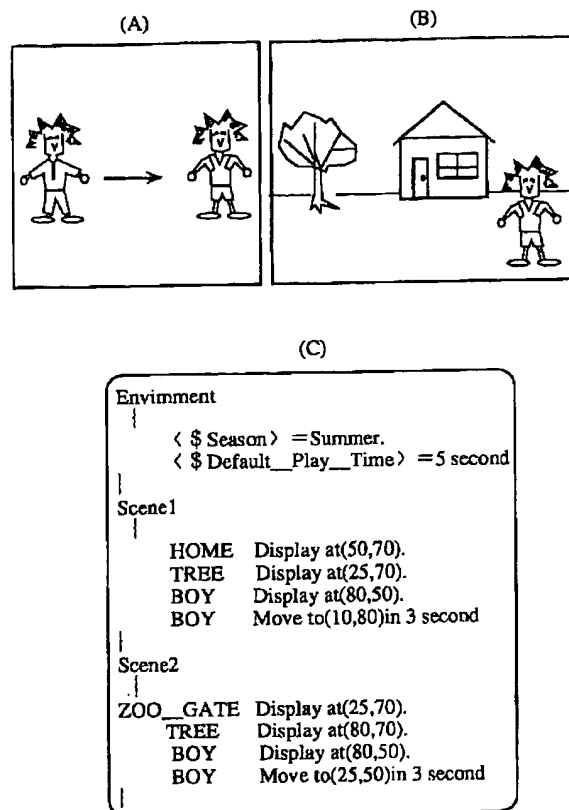 (A)
(B)
(C)
Envimment
{
〈 $ Season〉 =Summer.
〈 $ Default__Play__Time〉 =5 second
}
Scene1
{
HOME Display at(50,70).
TREE Display at(25,70).
BOY Display at(80,50).
BOY Move to(10,80)in 3 second
}
Scene2
{
ZOO__GATE Display at(25,70).
TREE Display at(80,70).
BOY Display at(80,50).
BOY Move to(25,50)in 3 second
}